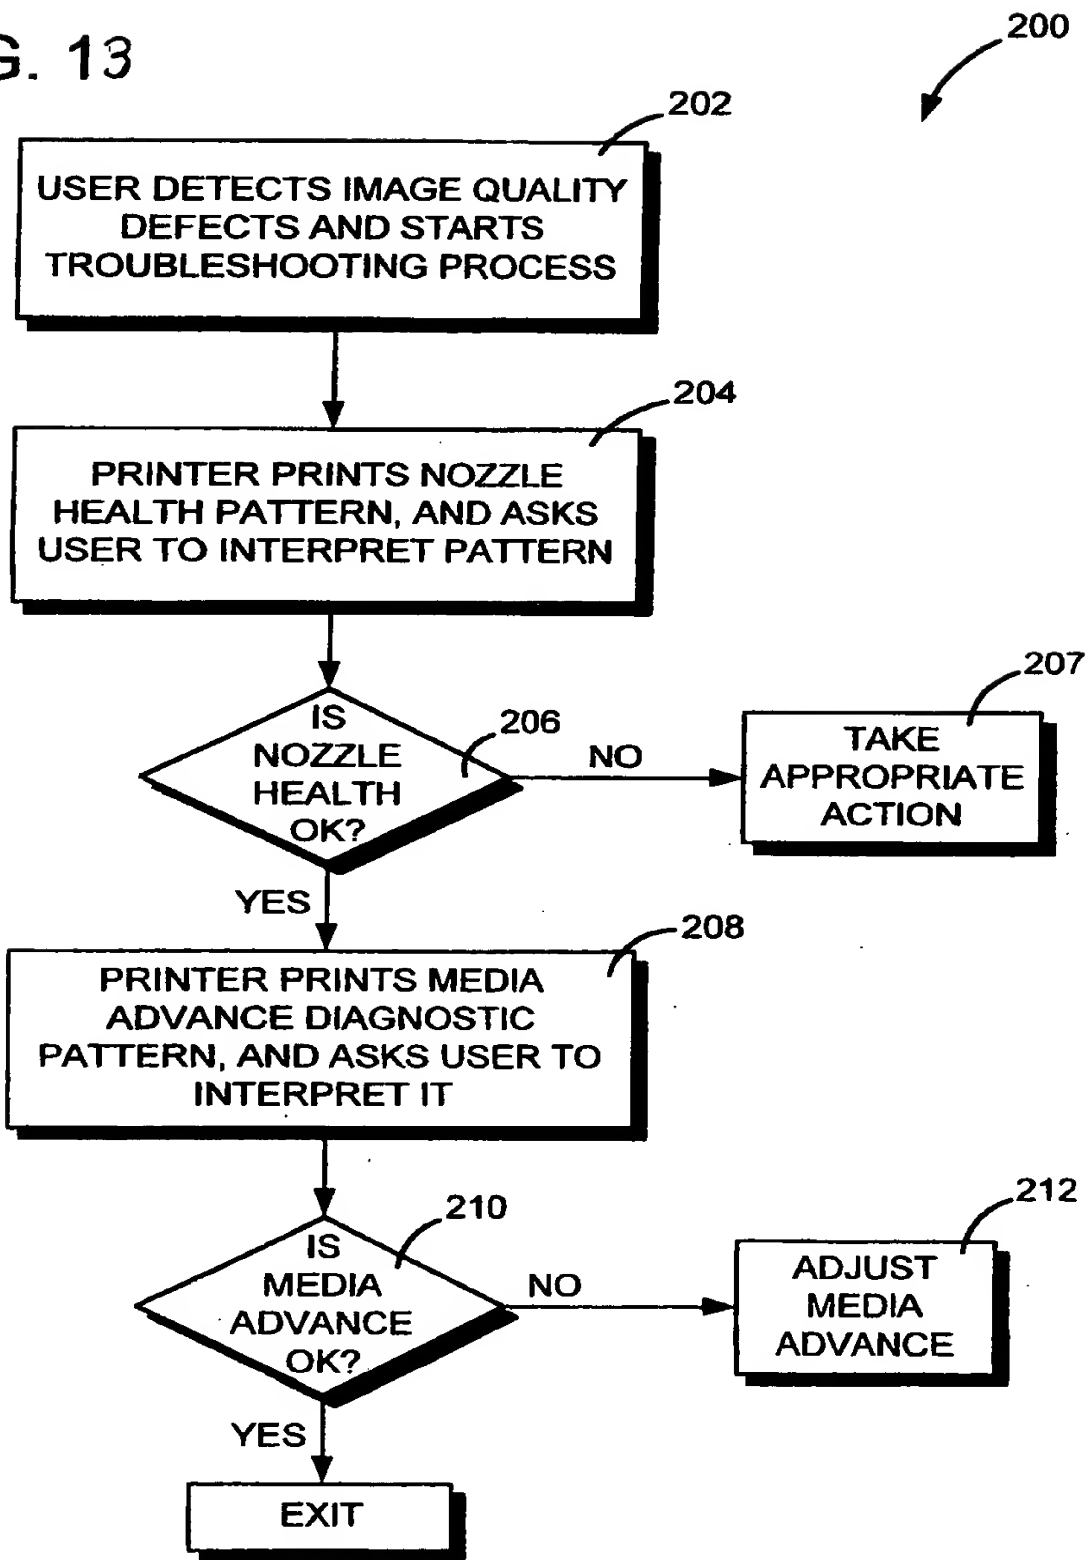 G. 13
200
202
USER DETECTS IMAGE QUALITY
DEFECTS AND STARTS
TROUBLESHOOTING PROCESS
204
PRINTER PRINTS NOZZLE
HEALTH PATTERN, AND ASKS
USER TO INTERPRET PATTERN
206
IS
NOZZLE
HEALTH
OK?
NO
207
TAKE
APPROPRIATE
ACTION
YES
208
PRINTER PRINTS MEDIA
ADVANCE DIAGNOSTIC
PATTERN, AND ASKS USER TO
INTERPRET IT
210
IS
MEDIA
ADVANCE
OK?
NO
212
ADJUST
MEDIA
ADVANCE
YES
EXIT